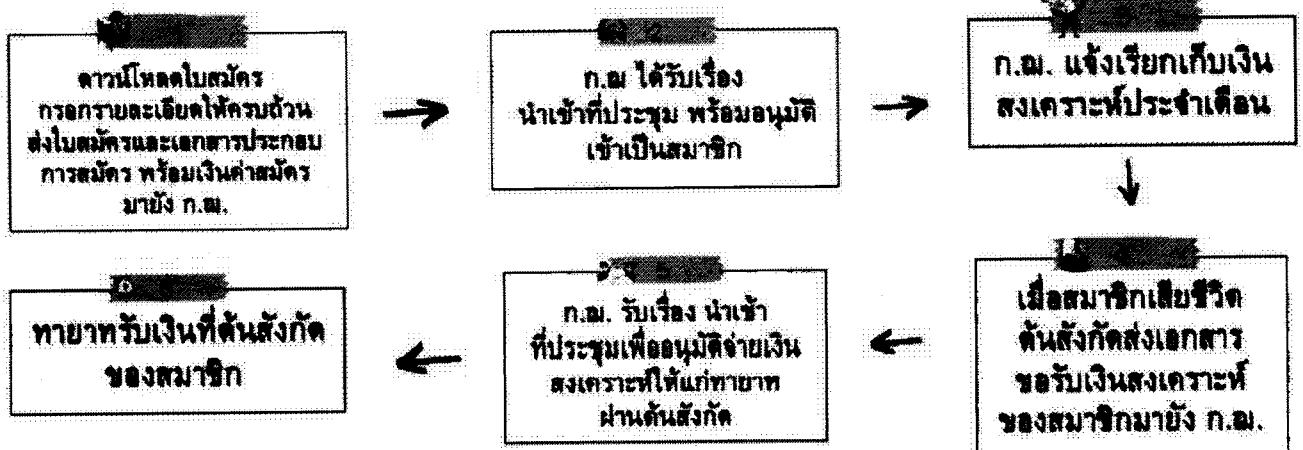 ดาวน์โหลดใบสมัคร
กรอกรายละเอียดให้ครบถ้วน
ส่งใบสมัครและเอกสารประกอบ
การสมัคร พร้อมเงินค่าสมัคร
มายัง ก.ฌ.
ก.ฌ ได้รับเรื่อง
นำเข้าที่ประชุม พร้อมอนุมัติ
เข้าเป็นสมาชิก
ก.ฌ. แจ้งเรียกเก็บเงิน
สงเคราะห์ประจำเดือน
เมื่อสมาชิกเสียชีวิต
ต้นสังกัดส่งเอกสาร
ขอรับเงินสงเคราะห์
ของสมาชิกมายัง ก.ฌ.
ก.ฌ. รับเรื่อง นำเข้า
ที่ประชุมเพื่ออนุมัติจ่ายเงิน
สงเคราะห์ให้แก่ทายาท
ผ่านต้นสังกัด
ทายาทรับเงินที่ต้นสังกัด
ของสมาชิก